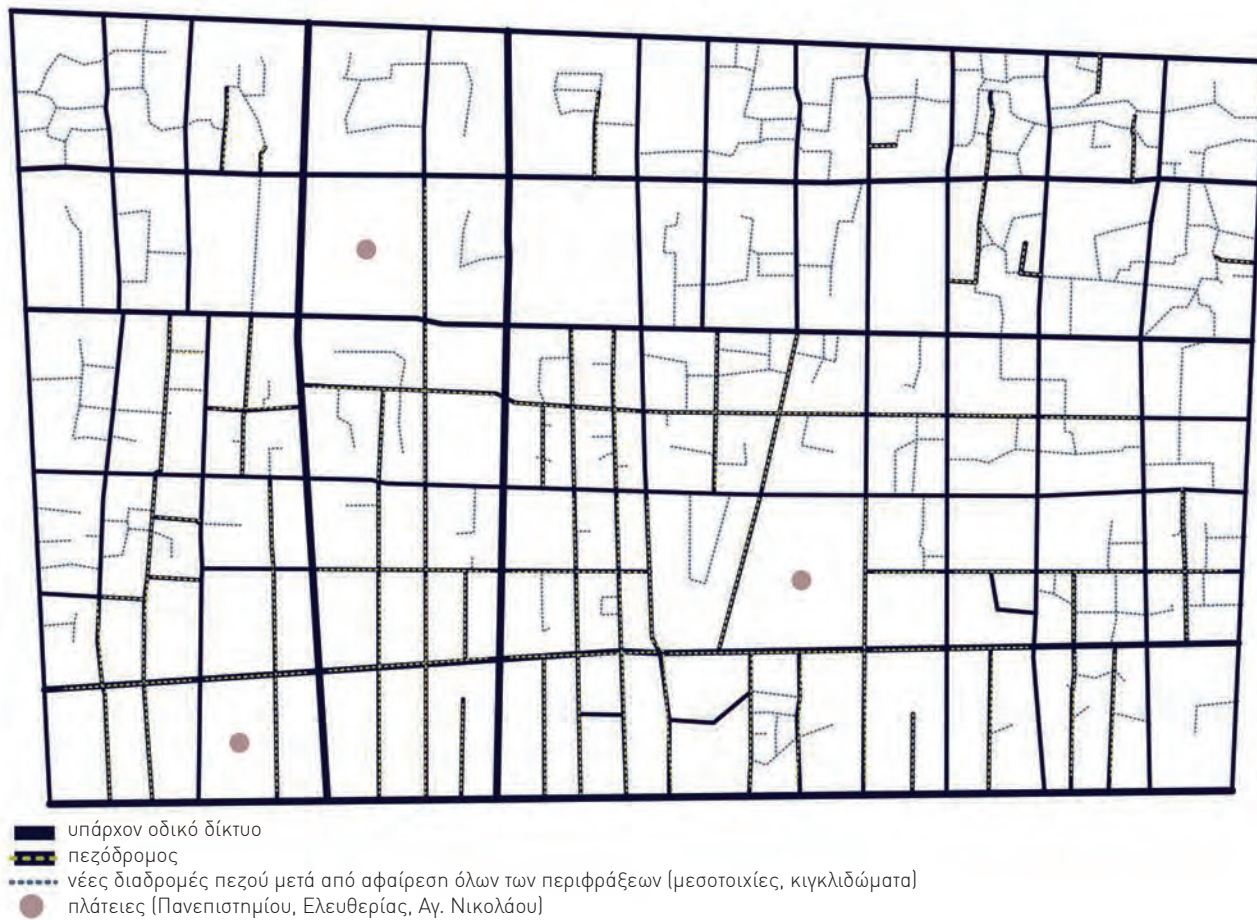 υπάρχον οδικό δίκτυο
πεζόδρομος
νέες διαδρομές πεζού μετά από αφαίρεση όλων των περιφράξεων (μεσοτοιχίες, κιγκλιδώματα)
πλάτειες (Πανεπιστημίου, Ελευθερίας, Αγ. Νικολάου)